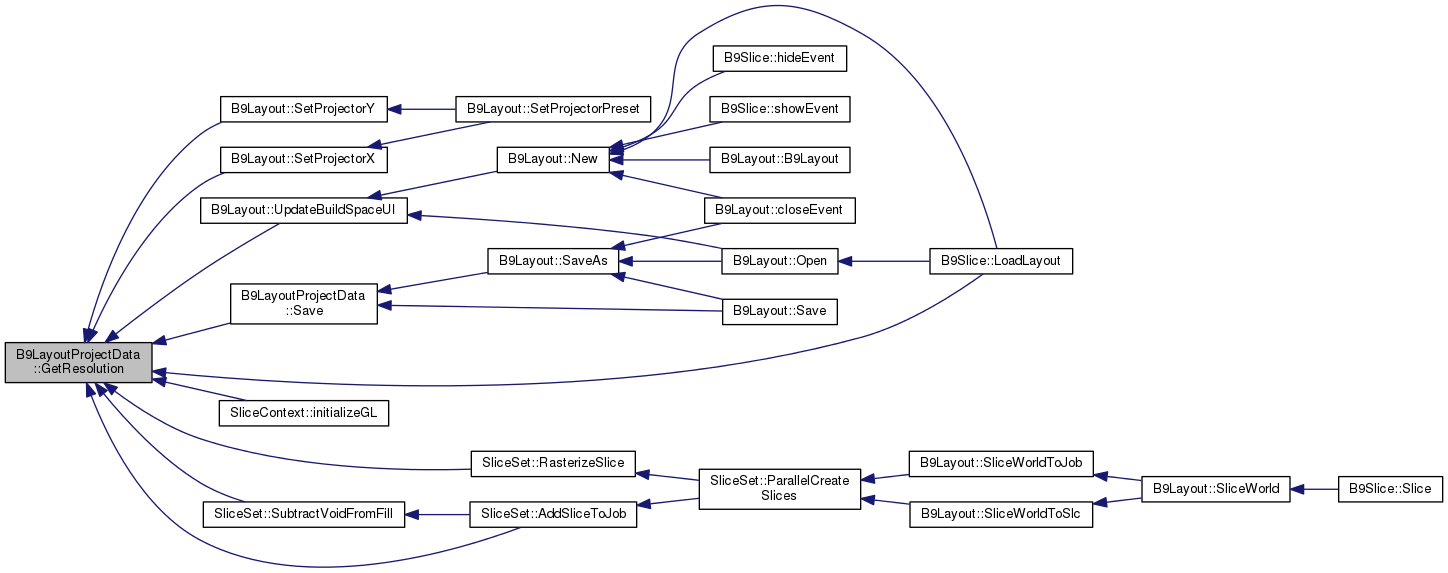 B9Slice::hideEvent
B9Layout::SetProjectorY
B9Layout::SetProjectorPreset
B9Slice::showEvent
B9Layout::SetProjectorX
B9Layout::New
B9Layout::B9Layout
B9Layout::UpdateBuildSpaceUI
B9Layout::closeEvent
B9Layout::SaveAs
B9Layout::Open
B9Slice::LoadLayout
B9LayoutProjectData
::Save
B9Layout::Save
B9LayoutProjectData
::GetResolution
SliceContext::initializeGL
SliceSet::RasterizeSlice
SliceSet::ParallelCreate
Slices
B9Layout::SliceWorldToJob
B9Layout::SliceWorld
B9Slice::Slice
SliceSet::SubtractVoidFromFill
SliceSet::AddSliceToJob
B9Layout::SliceWorldToSlc